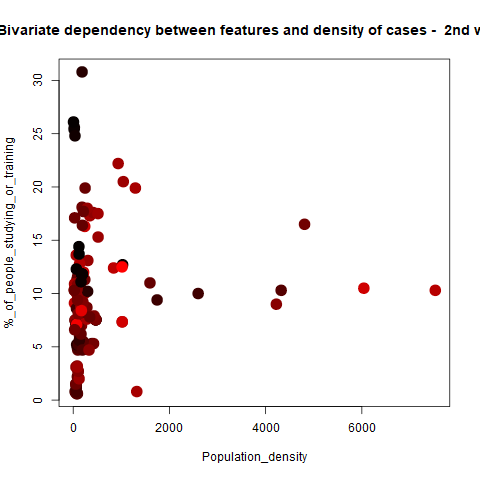 Bivariate dependency between features and density of cases - 2nd w
%_of_people_studying_or_training
30
25
20
15
10
5
0
0 2000 4000 6000
Population_density